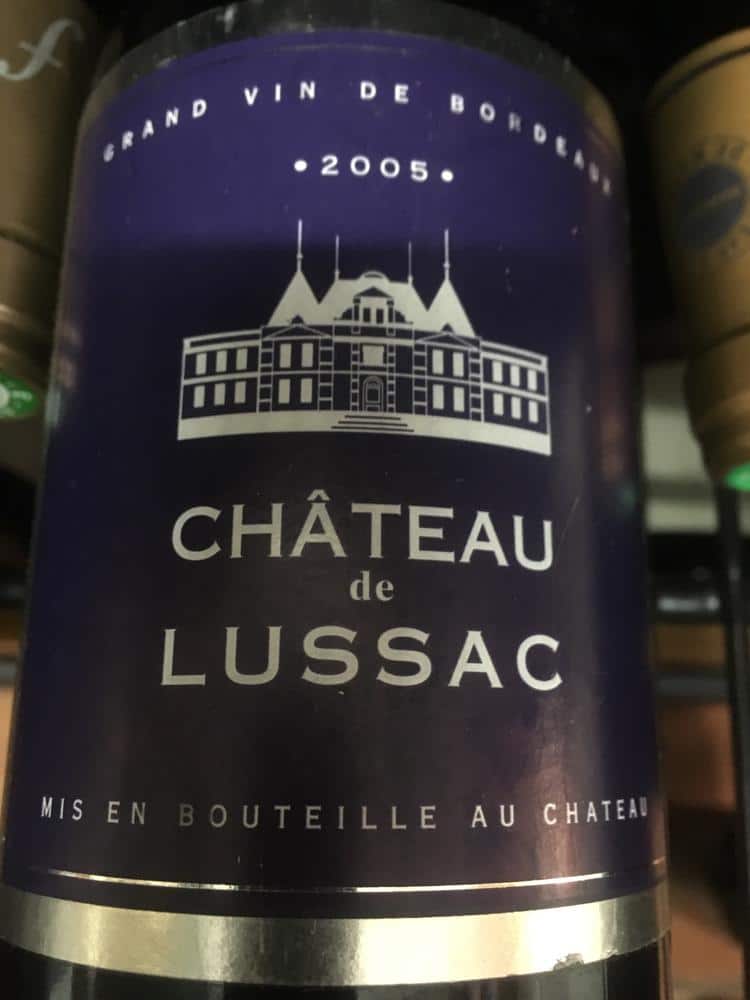 GRAND VIN DE BORDEAUX
•2005•
CHÂTEAU
de
LUSSAC
MIS EN BOUTEILLE AU CHATEAU
f